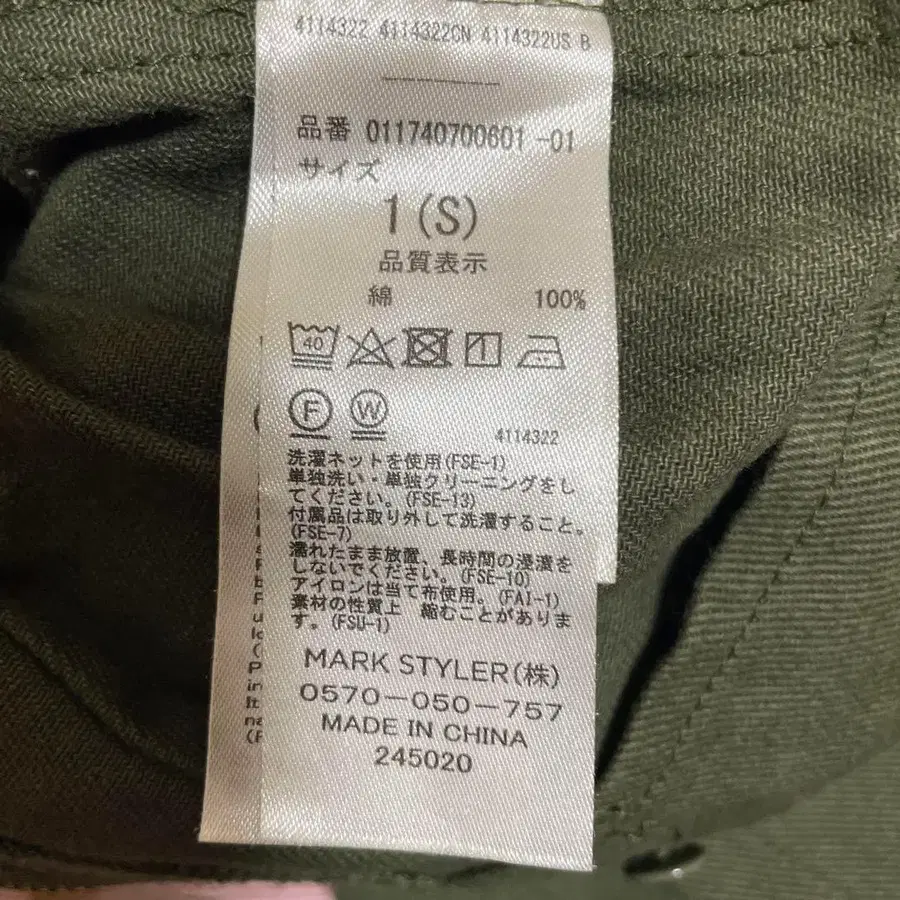 4114322 4114322CN 4114322US B
品番 011740700601 -01
サイズ
1(S)
品質表示
綿 100%
40
F W
4114322
洗濯ネットを使用(FSE-1)
単独洗い・単独クリーニングをし
てください。(FSE-13)
付属品は取り外して洗濯すること。
(FSE-7)
濡れたまま放置、長時間の浸漬を
しないでください。(FSE-10)
アイロンは当て布使用。(FAI-1)
素材の性質上 縮むことがありま
す。(FSU-1)
MARK STYLER(株)
0570-050-757
MADE IN CHINA
245020